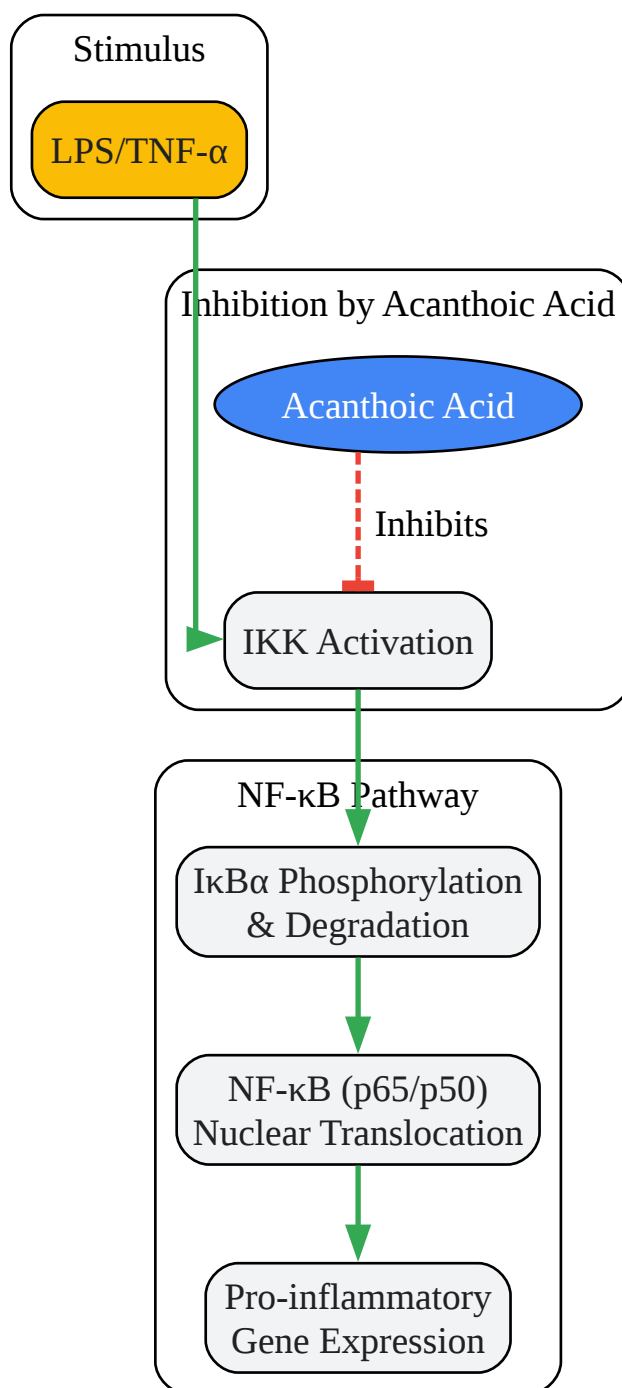 Stimulus
LPS/TNF-α
Inhibition by Acanthoic Acid
Acanthoic Acid
Inhibits
IKK Activation
NF-κB Pathway
IκBα Phosphorylation
& Degradation
NF-κB (p65/p50)
Nuclear Translocation
Pro-inflammatory
Gene Expression